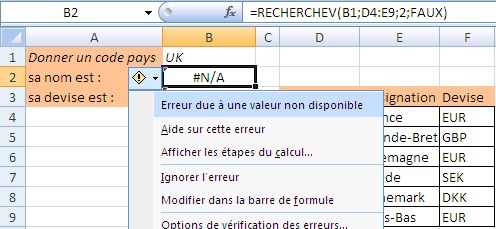 B2 fx =RECHERCHEV(B1;D4:E9;2;FAUX)
A B C D E F
1 Donner un code pays UK
2 sa nom est : #N/A
3 sa devise est : ignation Devise
Erreur due à une valeur non disponible
4 nce EUR
Aide sur cette erreur
5 nde-Bret GBP
Afficher les étapes du calcul...
6 emagne EUR
7 de SEK
Ignorer l'erreur
8 nemark DKK
Modifier dans la barre de formule
9 s-Bas EUR
Options de vérification des erreurs...